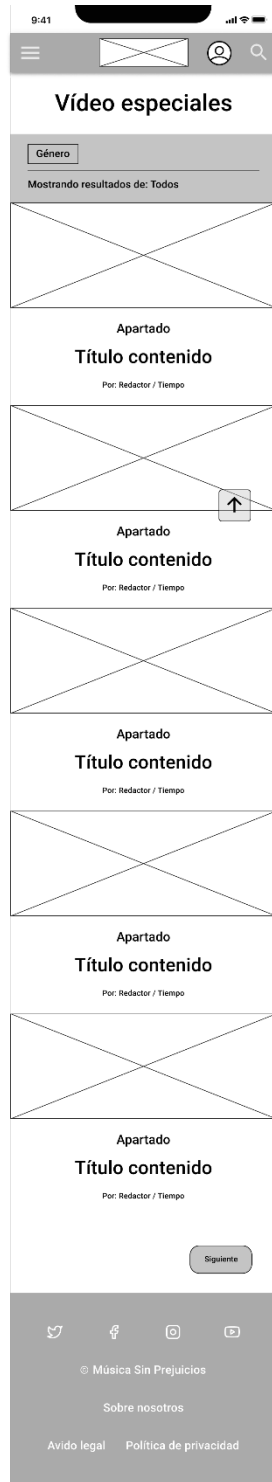 9:41
Vídeo especiales
Género
Mostrando resultados de: Todos
Apartado
Título contenido
Por: Redactor / Tiempo
Apartado
Título contenido
Por: Redactor / Tiempo
Apartado
Título contenido
Por: Redactor / Tiempo
Apartado
Título contenido
Por: Redactor / Tiempo
Apartado
Título contenido
Por: Redactor / Tiempo
Siguiente
© Música Sin Prejuicios
Sobre nosotros
Avido legal Política de privacidad